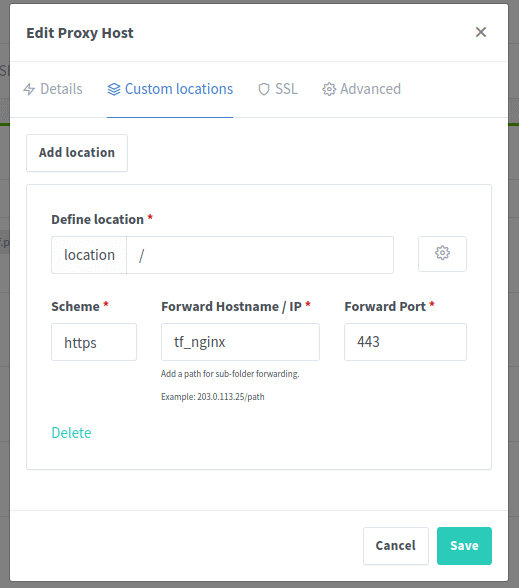 Edit Proxy Host
Details Custom locations SSL Advanced
Add location
Define location *
location /
Scheme * Forward Hostname / IP * Forward Port *
https tf_nginx 443
Add a path for sub-folder forwarding.
Example: 203.0.113.25/path
Delete
Cancel Save